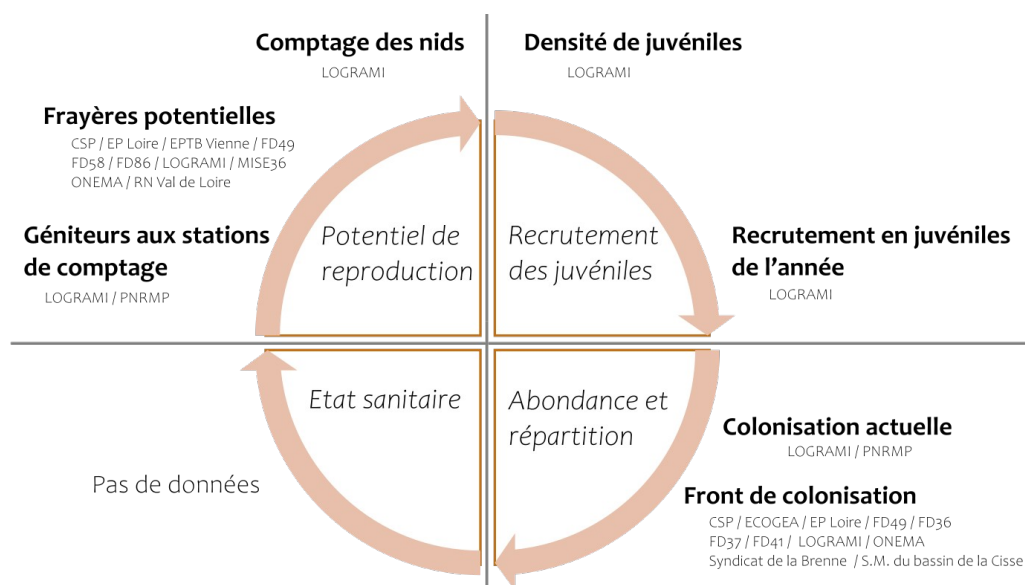 Comptage des nids
LOGRAMI
Densité de juvéniles
LOGRAMI
Frayères potentielles
CSP / EP Loire / EPTB Vienne / FD49
FD58 / FD86 / LOGRAMI / MISE36
ONEMA / RN Val de Loire
Géniteurs aux stations
de comptage
LOGRAMI / PNRMP
Potentiel de
reproduction
Recrutement
des juvéniles
Recrutement en juvéniles
de l'année
LOGRAMI
Etat sanitaire
Abondance et
répartition
Pas de données
Colonisation actuelle
LOGRAMI / PNRMP
Front de colonisation
CSP / ECOGEA / EP Loire / FD49 / FD36
FD37 / FD41 / LOGRAMI / ONEMA
Syndicat de la Brenne / S.M. du bassin de la Cisse